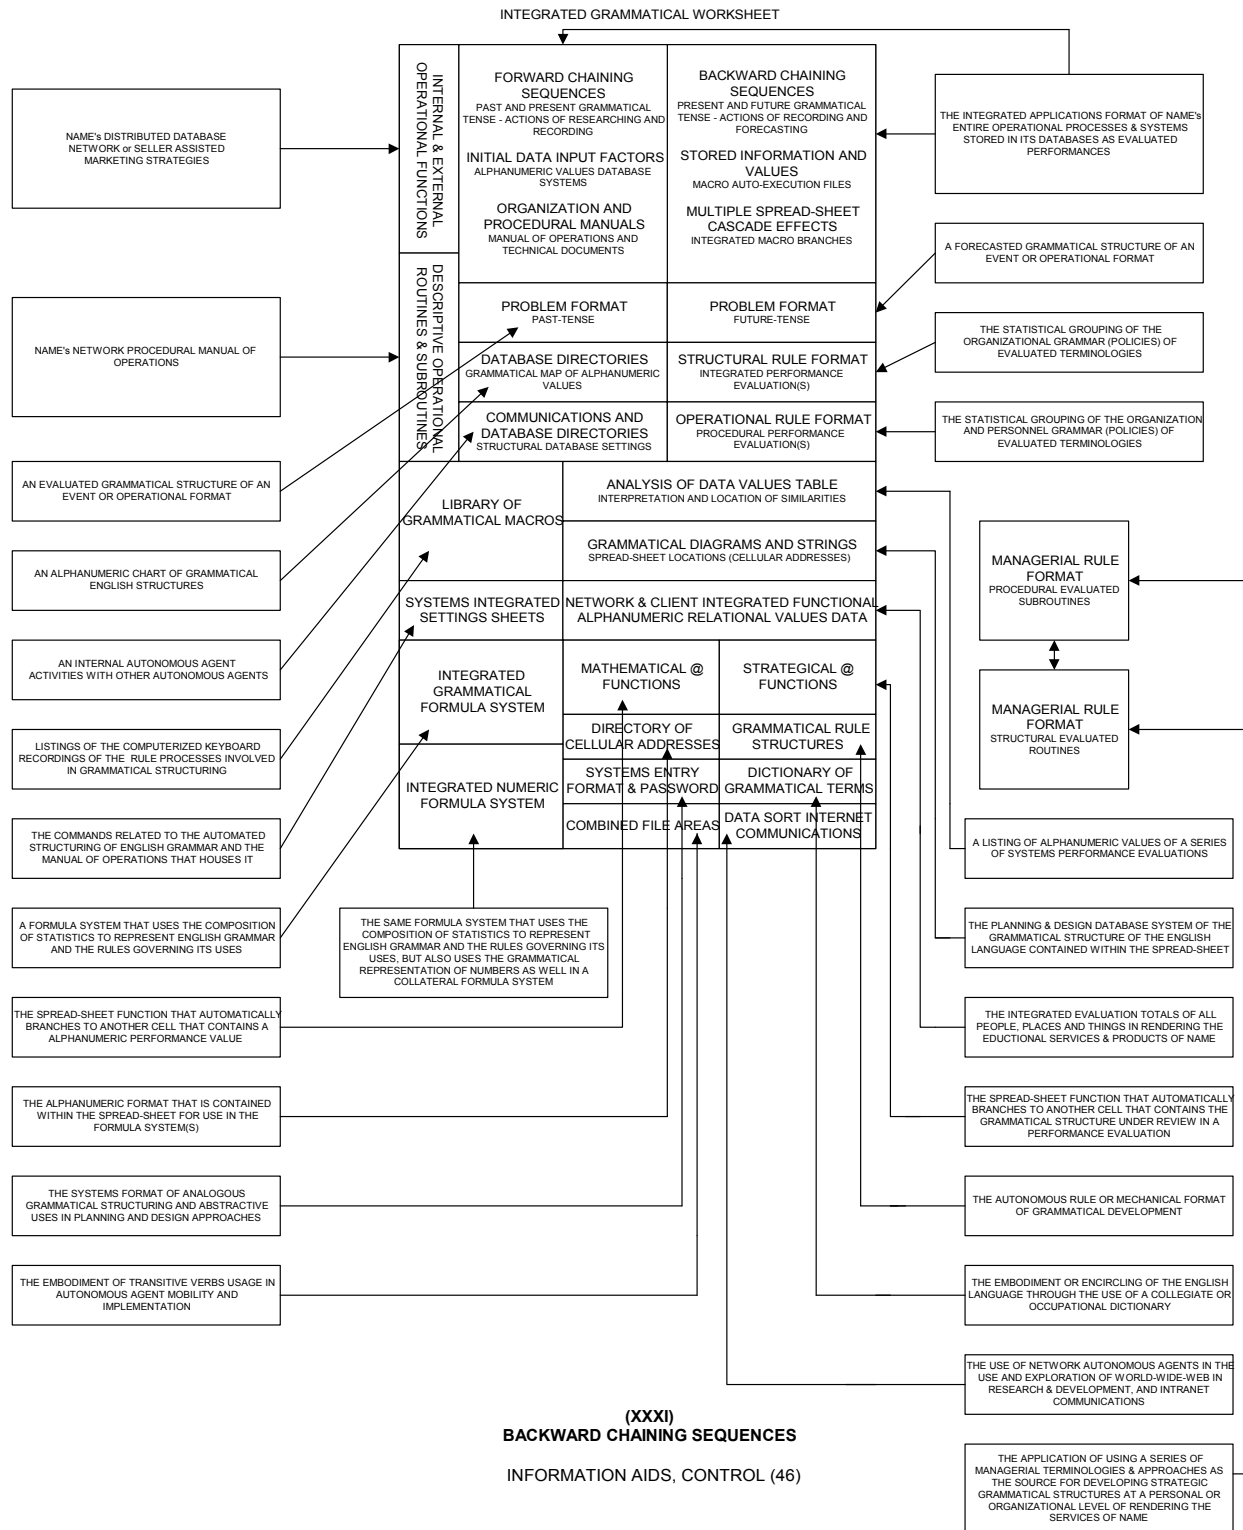 INTEGRATED GRAMMATICAL WORKSHEET
INTERNAL & EXTERNAL
OPERATIONAL FUNCTIONS
FORWARD CHAINING
SEQUENCES
PAST AND PRESENT GRAMMATICAL
TENSE - ACTIONS OF RESEARCHING AND
RECORDING
INITIAL DATA INPUT FACTORS
ALPHANUMERIC VALUES DATABASE
SYSTEMS
ORGANIZATION AND
PROCEDURAL MANUALS
MANUAL OF OPERATIONS AND
TECHNICAL DOCUMENTS
BACKWARD CHAINING
SEQUENCES
PRESENT AND FUTURE GRAMMATICAL
TENSE - ACTIONS OF RECORDING
AND FORECASTING
STORED INFORMATION AND
VALUES
MACRO AUTO-EXECUTION FILES
MULTIPLE SPREAD-SHEET
CASCADE EFFECTS
INTEGRATED MACRO BRANCHES
DESCRIPTIVE OPERATIONAL
ROUTINES & SUBROUTINES
PROBLEM FORMAT
PAST-TENSE
PROBLEM FORMAT
FUTURE-TENSE
DATABASE DIRECTORIES
GRAMMATICAL MAP OF ALPHANUMERIC
VALUES
STRUCTURAL RULE FORMAT
INTEGRATED PERFORMANCE
EVALUATION(S)
COMMUNICATIONS AND
DATABASE DIRECTORIES
STRUCTURAL DATABASE SETTINGS
OPERATIONAL RULE FORMAT
PROCEDURAL PERFORMANCE
EVALUATION(S)
LIBRARY OF
GRAMMATICAL MACROS
ANALYSIS OF DATA VALUES TABLE
INTERPRETATION AND LOCATION OF SIMILARITIES
GRAMMATICAL DIAGRAMS AND STRINGS
SPREAD-SHEET LOCATIONS (CELLULAR ADDRESSES)
SYSTEMS INTEGRATED
SETTINGS SHEETS
NETWORK & CLIENT INTEGRATED FUNCTIONAL
ALPHANUMERIC RELATIONAL VALUES DATA
INTEGRATED
GRAMMATICAL
FORMULA SYSTEM
MATHEMATICAL @
FUNCTIONS
STRATEGICAL @
FUNCTIONS
DIRECTORY OF
CELLULAR ADDRESSES
GRAMMATICAL RULE
STRUCTURES
INTEGRATED NUMERIC
FORMULA SYSTEM
SYSTEMS ENTRY
FORMAT & PASSWORD
DICTIONARY OF
GRAMMATICAL TERMS
COMBINED FILE AREAS
DATA SORT INTERNET
COMMUNICATIONS
NAME's DISTRIBUTED DATABASE
NETWORK or SELLER ASSISTED
MARKETING STRATEGIES
NAME's NETWORK PROCEDURAL MANUAL OF
OPERATIONS
AN EVALUATED GRAMMATICAL STRUCTURE OF AN
EVENT OR OPERATIONAL FORMAT
AN ALPHANUMERIC CHART OF GRAMMATICAL
ENGLISH STRUCTURES
AN INTERNAL AUTONOMOUS AGENT
ACTIVITIES WITH OTHER AUTONOMOUS AGENTS
LISTINGS OF THE COMPUTERIZED KEYBOARD
RECORDINGS OF THE RULE PROCESSES INVOLVED
IN GRAMMATICAL STRUCTURING
THE COMMANDS RELATED TO THE AUTOMATED
STRUCTURING OF ENGLISH GRAMMAR AND THE
MANUAL OF OPERATIONS THAT HOUSES IT
A FORMULA SYSTEM THAT USES THE COMPOSITION
OF STATISTICS TO REPRESENT ENGLISH GRAMMAR
AND THE RULES GOVERNING ITS USES
THE SPREAD-SHEET FUNCTION THAT AUTOMATICALLY
BRANCHES TO ANOTHER CELL THAT CONTAINS A
ALPHANUMERIC PERFORMANCE VALUE
THE ALPHANUMERIC FORMAT THAT IS CONTAINED
WITHIN THE SPREAD-SHEET FOR USE IN THE
FORMULA SYSTEM(S)
THE SYSTEMS FORMAT OF ANALOGOUS
GRAMMATICAL STRUCTURING AND ABSTRACTIVE
USES IN PLANNING AND DESIGN APPROACHES
THE EMBODIMENT OF TRANSITIVE VERBS USAGE IN
AUTONOMOUS AGENT MOBILITY AND
IMPLEMENTATION
THE SAME FORMULA SYSTEM THAT USES THE
COMPOSITION OF STATISTICS TO REPRESENT
ENGLISH GRAMMAR AND THE RULES GOVERNING ITS
USES, BUT ALSO USES THE GRAMMATICAL
REPRESENTATION OF NUMBERS AS WELL IN A
COLLATERAL FORMULA SYSTEM
THE INTEGRATED APPLICATIONS FORMAT OF NAME's
ENTIRE OPERATIONAL PROCESSES & SYSTEMS
STORED IN ITS DATABASES AS EVALUATED
PERFORMANCES
A FORECASTED GRAMMATICAL STRUCTURE OF AN
EVENT OR OPERATIONAL FORMAT
THE STATISTICAL GROUPING OF THE
ORGANIZATIONAL GRAMMAR (POLICIES) OF
EVALUATED TERMINOLOGIES
THE STATISTICAL GROUPING OF THE ORGANIZATION
AND PERSONNEL GRAMMAR (POLICIES) OF
EVALUATED TERMINOLOGIES
MANAGERIAL RULE
FORMAT
PROCEDURAL EVALUATED
SUBROUTINES
MANAGERIAL RULE
FORMAT
STRUCTURAL EVALUATED
ROUTINES
A LISTING OF ALPHANUMERIC VALUES OF A SERIES
OF SYSTEMS PERFORMANCE EVALUATIONS
THE PLANNING & DESIGN DATABASE SYSTEM OF THE
GRAMMATICAL STRUCTURE OF THE ENGLISH
LANGUAGE CONTAINED WITHIN THE SPREAD-SHEET
THE INTEGRATED EVALUATION TOTALS OF ALL
PEOPLE, PLACES AND THINGS IN RENDERING THE
EDUCTIONAL SERVICES & PRODUCTS OF NAME
THE SPREAD-SHEET FUNCTION THAT AUTOMATICALLY
BRANCHES TO ANOTHER CELL THAT CONTAINS THE
GRAMMATICAL STRUCTURE UNDER REVIEW IN A
PERFORMANCE EVALUATION
THE AUTONOMOUS RULE OR MECHANICAL FORMAT
OF GRAMMATICAL DEVELOPMENT
THE EMBODIMENT OR ENCIRCLING OF THE ENGLISH
LANGUAGE THROUGH THE USE OF A COLLEGIATE OR
OCCUPATIONAL DICTIONARY
THE USE OF NETWORK AUTONOMOUS AGENTS IN THE
USE AND EXPLORATION OF WORLD-WIDE-WEB IN
RESEARCH & DEVELOPMENT, AND INTRANET
COMMUNICATIONS
THE APPLICATION OF USING A SERIES OF
MANAGERIAL TERMINOLOGIES & APPROACHES AS
THE SOURCE FOR DEVELOPING STRATEGIC
GRAMMATICAL STRUCTURES AT A PERSONAL OR
ORGANIZATIONAL LEVEL OF RENDERING THE
SERVICES OF NAME
(XXXI)
BACKWARD CHAINING SEQUENCES
INFORMATION AIDS, CONTROL (46)